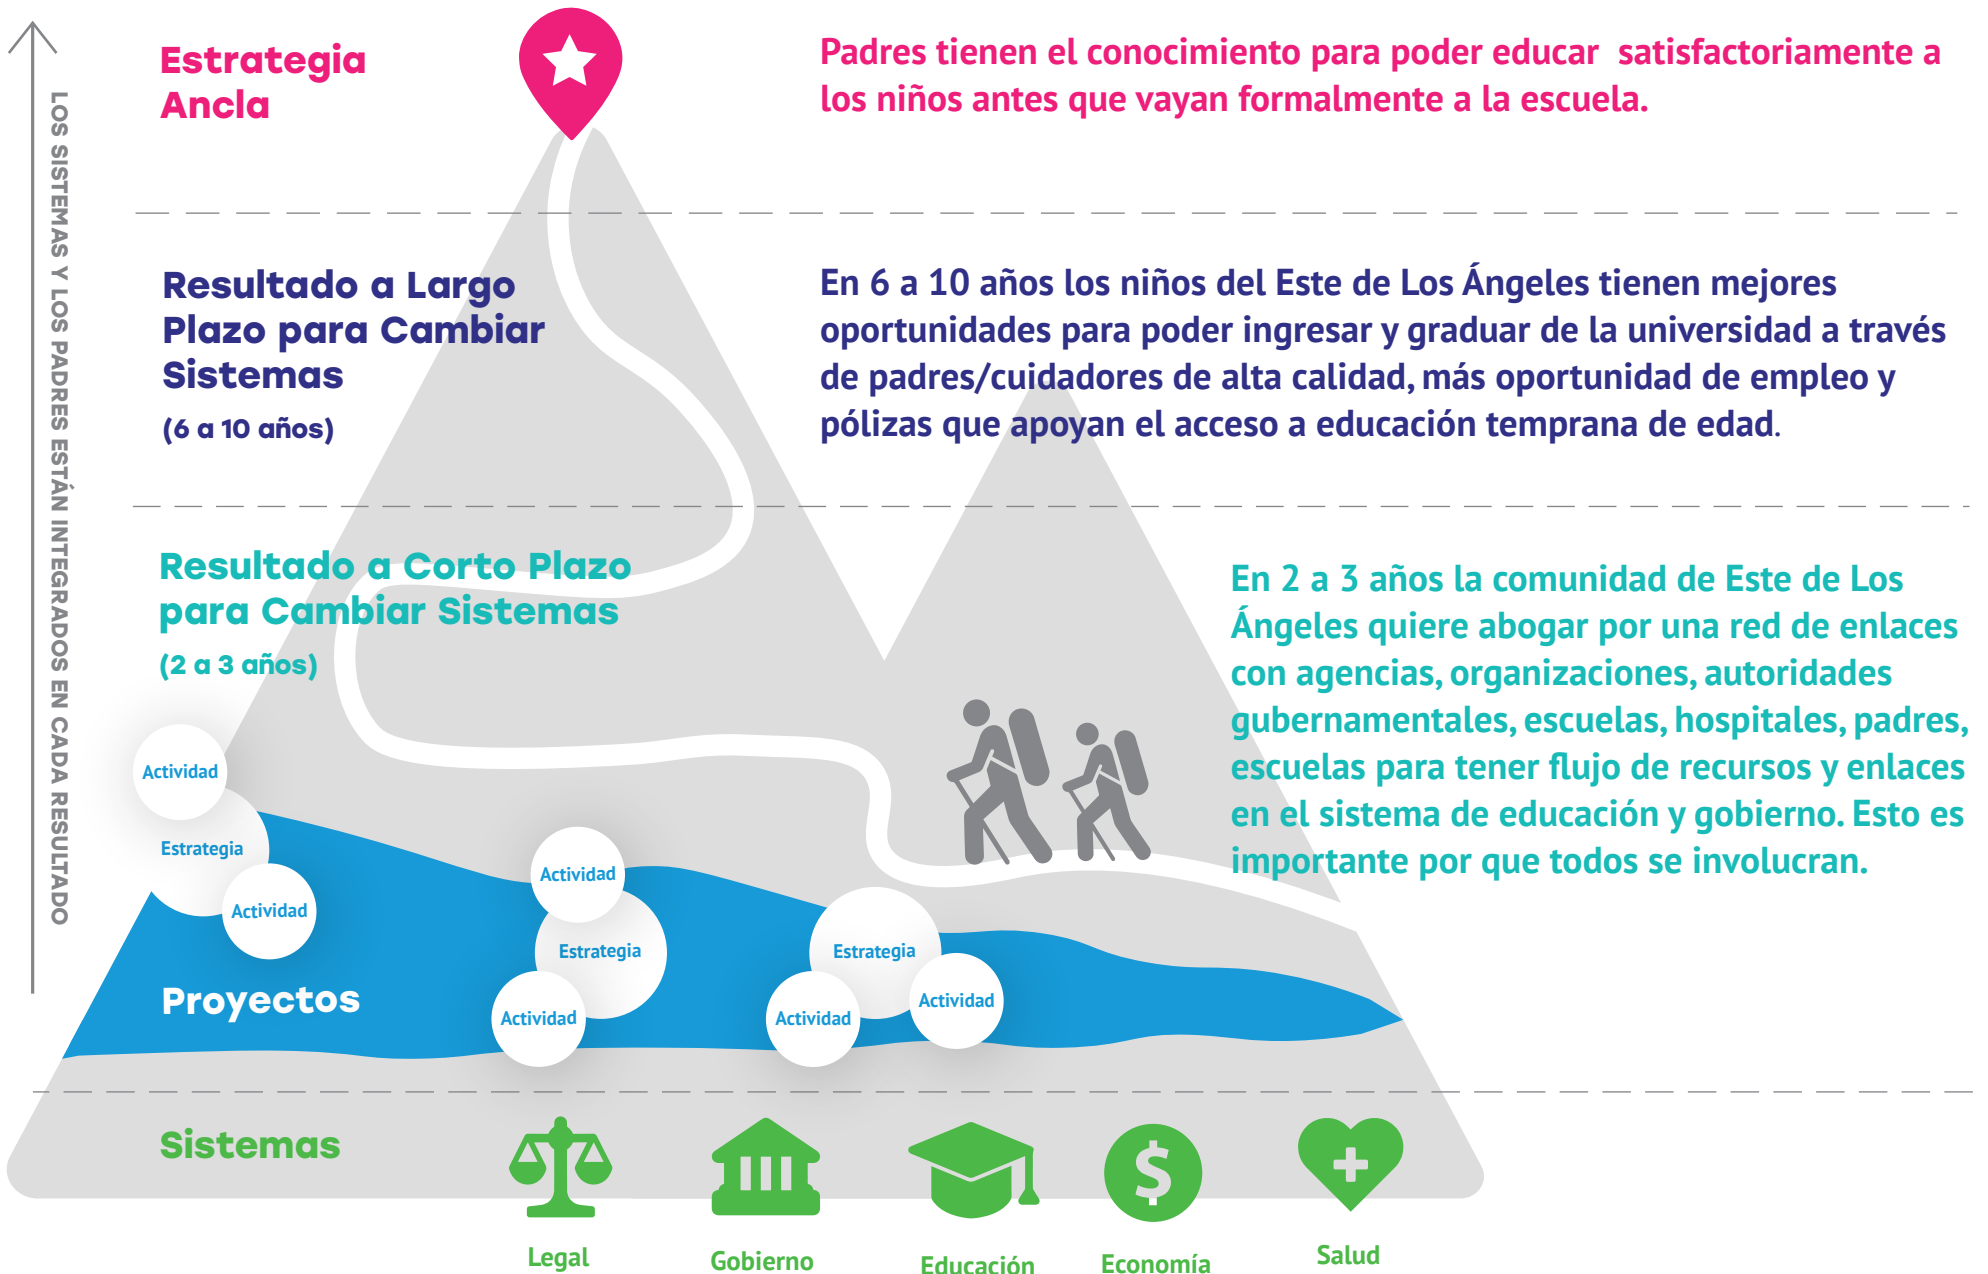 LOS SISTEMAS Y LOS PADRES ESTÁN INTEGRADOS EN CADA RESULTADO
Estrategia
Ancla
Padres tienen el conocimiento para poder educar satisfactoriamente a
los niños antes que vayan formalmente a la escuela.
Resultado a Largo
Plazo para Cambiar
Sistemas
(6 a 10 años)
En 6 a 10 años los niños del Este de Los Ángeles tienen mejores
oportunidades para poder ingresar y graduar de la universidad a través
de padres/cuidadores de alta calidad, más oportunidad de empleo y
pólizas que apoyan el acceso a educación temprana de edad.
Resultado a Corto Plazo
para Cambiar Sistemas
(2 a 3 años)
En 2 a 3 años la comunidad de Este de Los
Ángeles quiere abogar por una red de enlaces
con agencias, organizaciones, autoridades
gubernamentales, escuelas, hospitales, padres,
escuelas para tener flujo de recursos y enlaces
en el sistema de educación y gobierno. Esto es
importante por que todos se involucran.
Actividad
Estrategia
Actividad
Actividad
Estrategia
Actividad
Estrategia
Actividad
Actividad
Proyectos
Sistemas
Legal
Gobierno
Educación
Economía
Salud